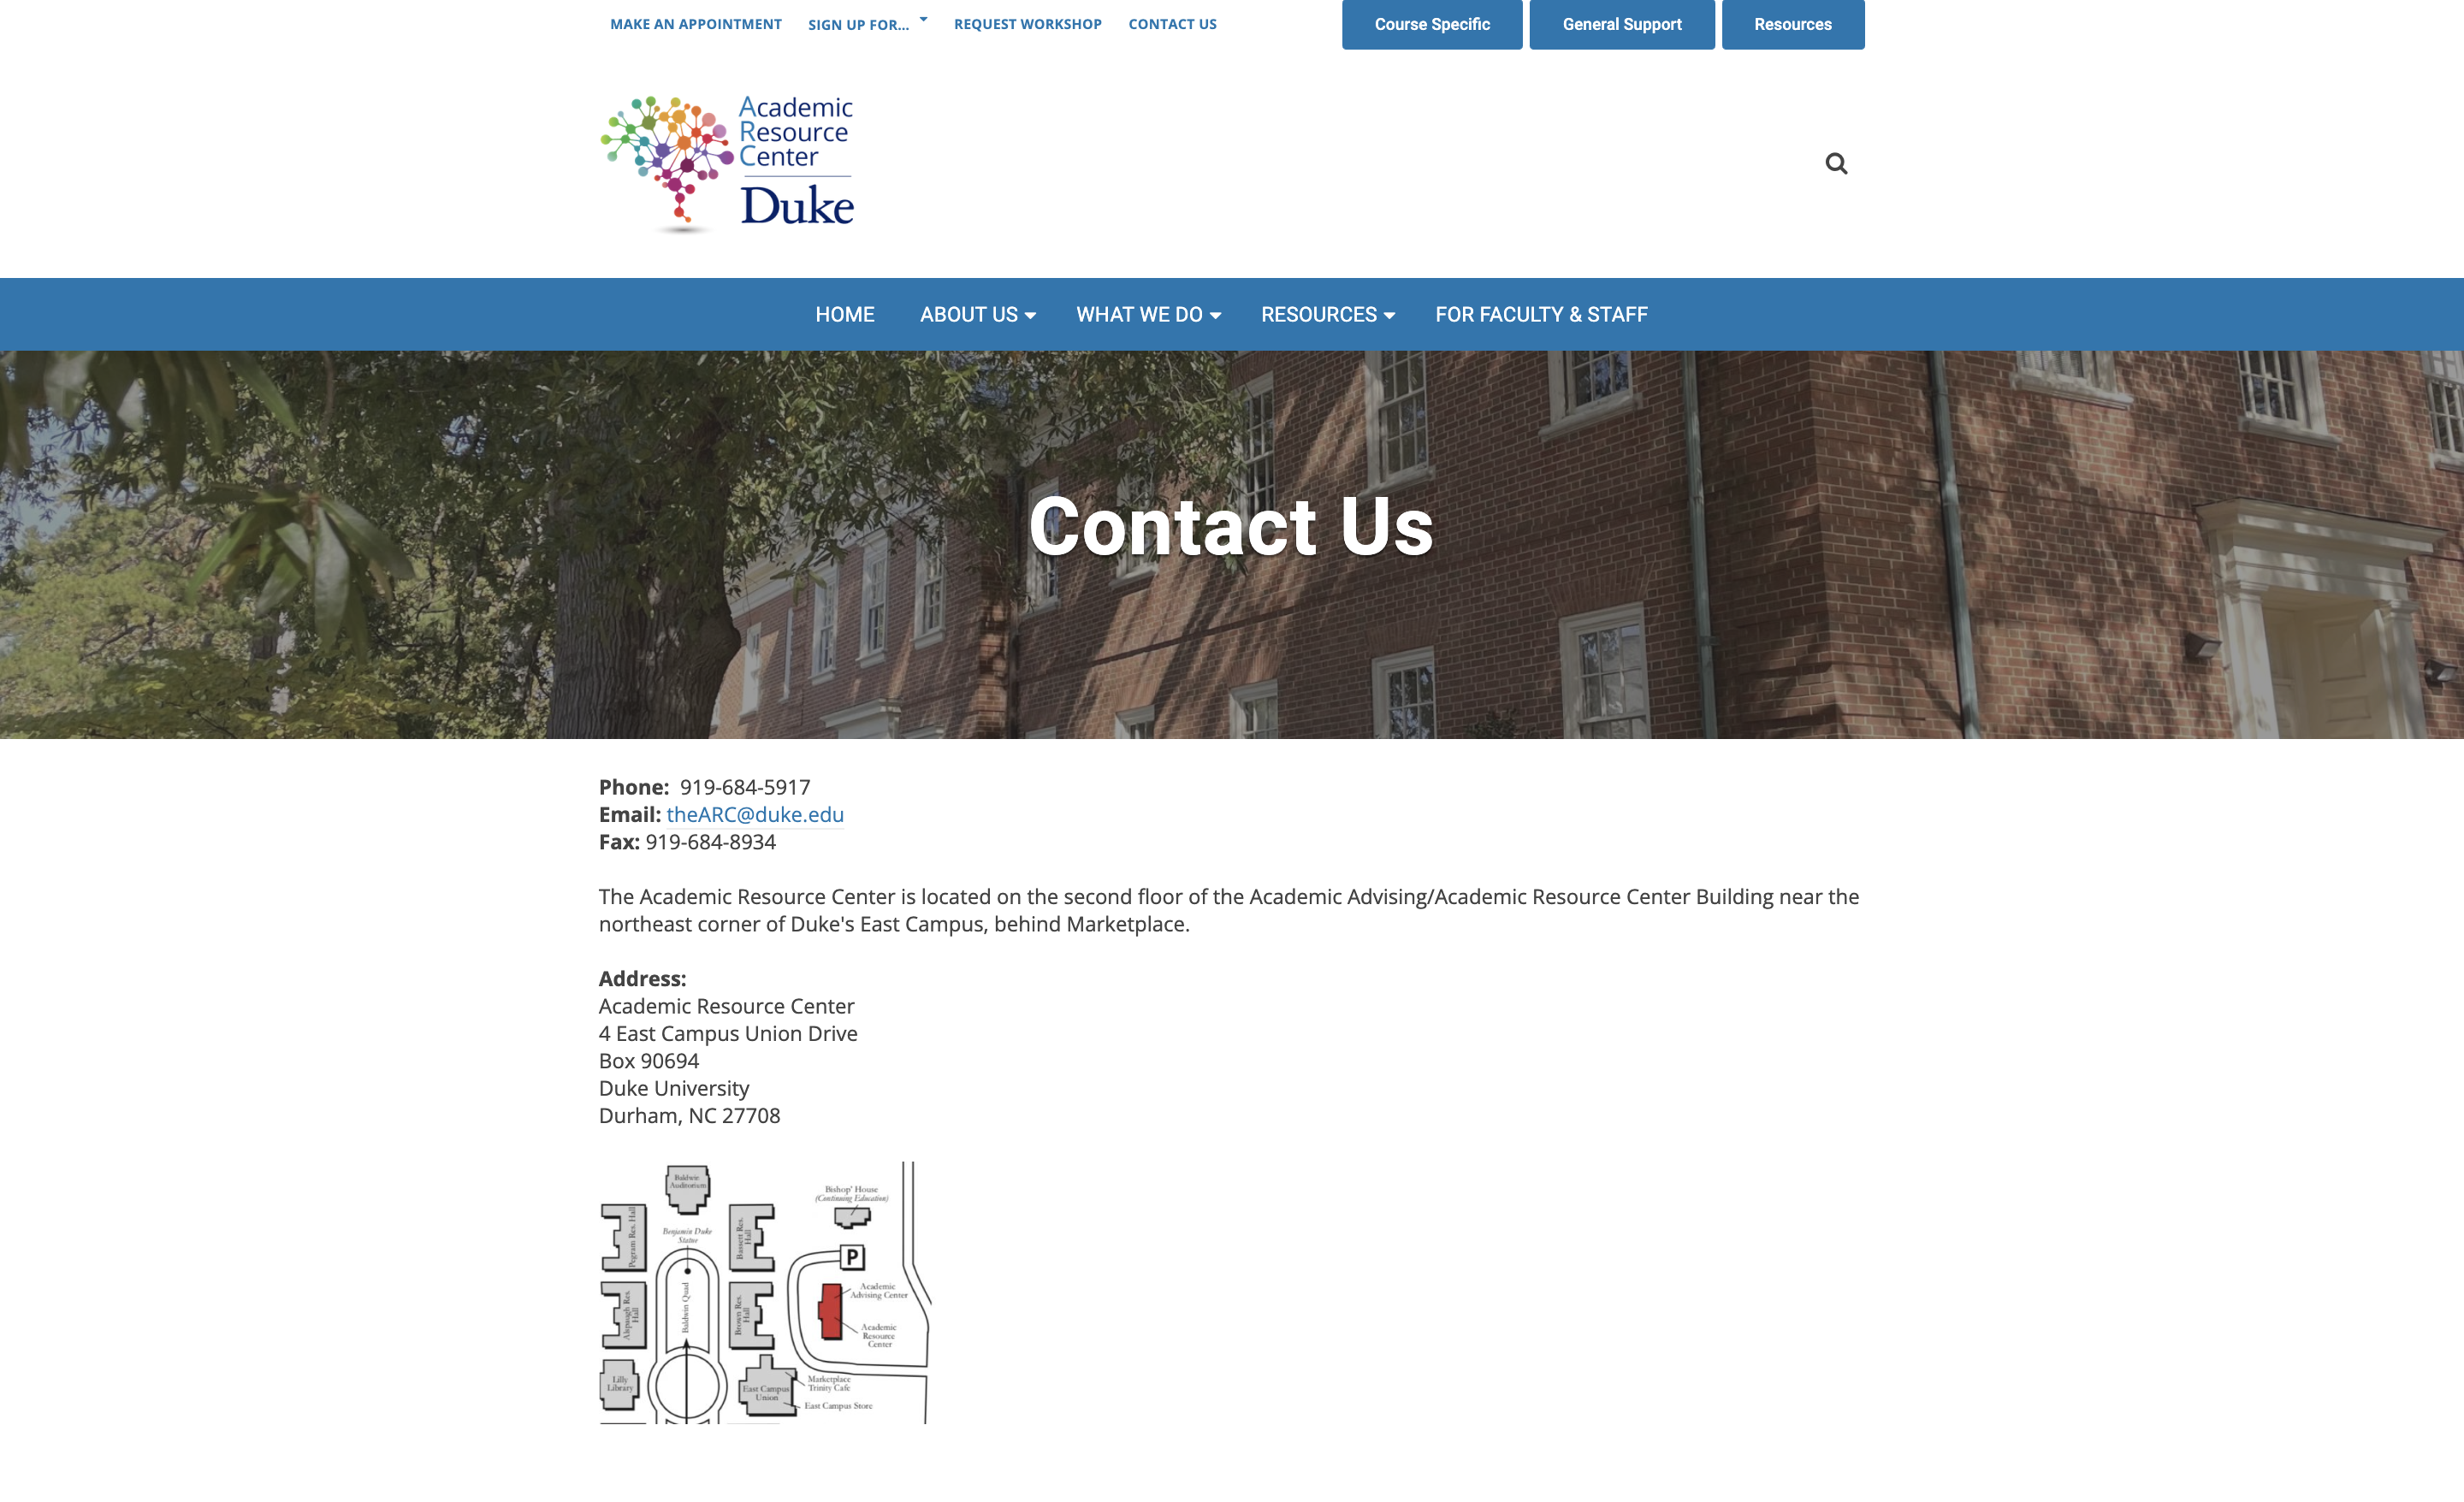 MAKE AN APPOINTMENT
SIGN UP FOR...
REQUEST WORKSHOP
CONTACT US
Course Specific
General Support
Resources
Academic
Resource
Center
Duke
HOME
ABOUT US
WHAT WE DO
RESOURCES
FOR FACULTY & STAFF
Contact Us
Phone: 919-684-5917
Email: theARC@duke.edu
Fax: 919-684-8934
The Academic Resource Center is located on the second floor of the Academic Advising/Academic Resource Center Building near the
northeast corner of Duke's East Campus, behind Marketplace.
Address:
Academic Resource Center
4 East Campus Union Drive
Box 90694
Duke University
Durham, NC 27708
Baldwin
Auditorium
Bishop' House
(Continuing Education)
Pegram Res. Hall
Benjamin Duke
Statue
Bassett Res.
Hall
P
Academic
Advising Center
Alspaugh Res.
Hall
Baldwin Quad
Brown Res.
Hall
Academic
Resource
Center
Lilly
Library
East Campus
Union
Marketplace
Trinity Cafe
East Campus Store